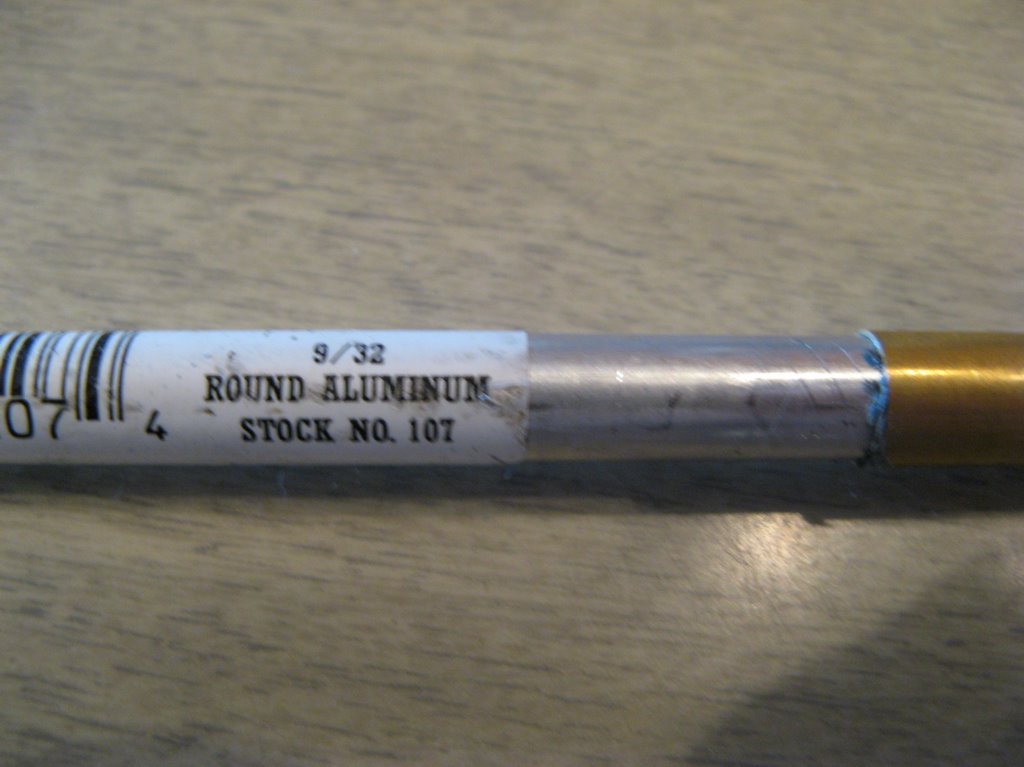 9/32
ROUND ALUMINUM
STOCK NO. 107
07 4